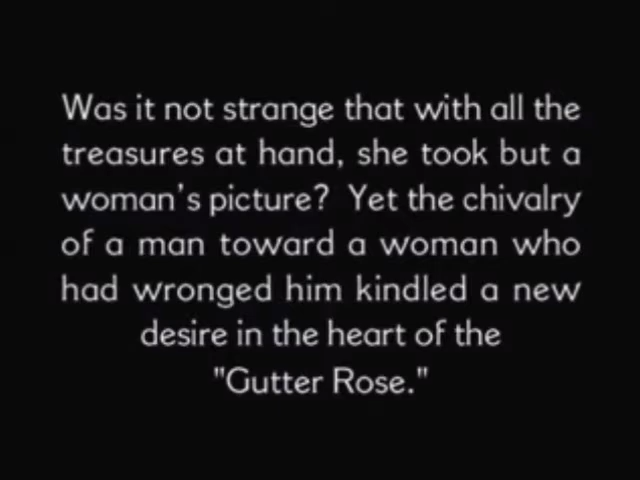 Was it not strange that with all the
treasures at hand, she took but a
woman's picture? Yet the chivalry
of a man toward a woman who
had wronged him kindled a new
desire in the heart of the
"Gutter Rose."